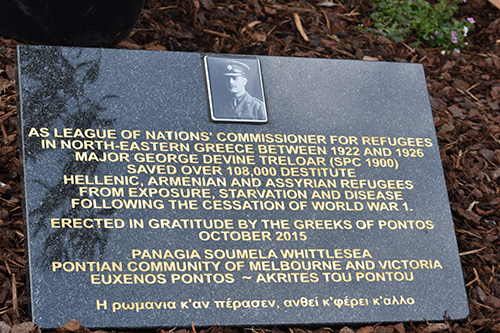 AS LEAGUE OF NATIONS' COMMISSIONER FOR REFUGEES
IN NORTH-EASTERN GREECE BETWEEN 1922 AND 1926
MAJOR GEORGE DEVINE TRELOAR (SPC 1900)
SAVED OVER 108,000 DESTITUTE
HELLENIC, ARMENIAN AND ASSYRIAN REFUGEES
FROM EXPOSURE, STARVATION AND DISEASE
FOLLOWING THE CESSATION OF WORLD WAR 1.
ERECTED IN GRATITUDE BY THE GREEKS OF PONTOS
OCTOBER 2015
PANAGIA SOUMELA WHITTLESEA
PONTIAN COMMUNITY OF MELBOURNE AND VICTORIA
EUXENOS PONTOS ~ AKRITES TOU PONTOU
Η ρωμανια κ'αν πέρασεν, ανθεί κ'φέρει κ'αλλο